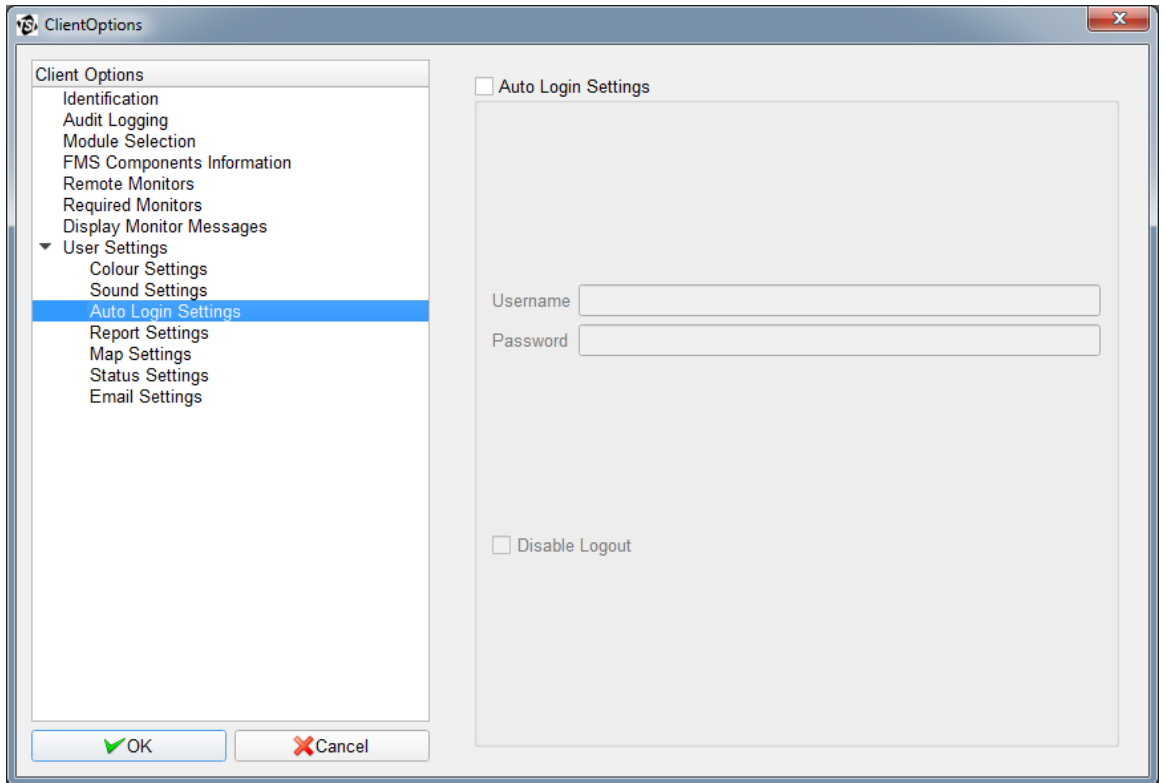 TSI ClientOptions
Client Options
Identification
Audit Logging
Module Selection
FMS Components Information
Remote Monitors
Required Monitors
Display Monitor Messages
User Settings
Colour Settings
Sound Settings
Auto Login Settings
Report Settings
Map Settings
Status Settings
Email Settings
OK
Cancel
Auto Login Settings
Username
Password
Disable Logout